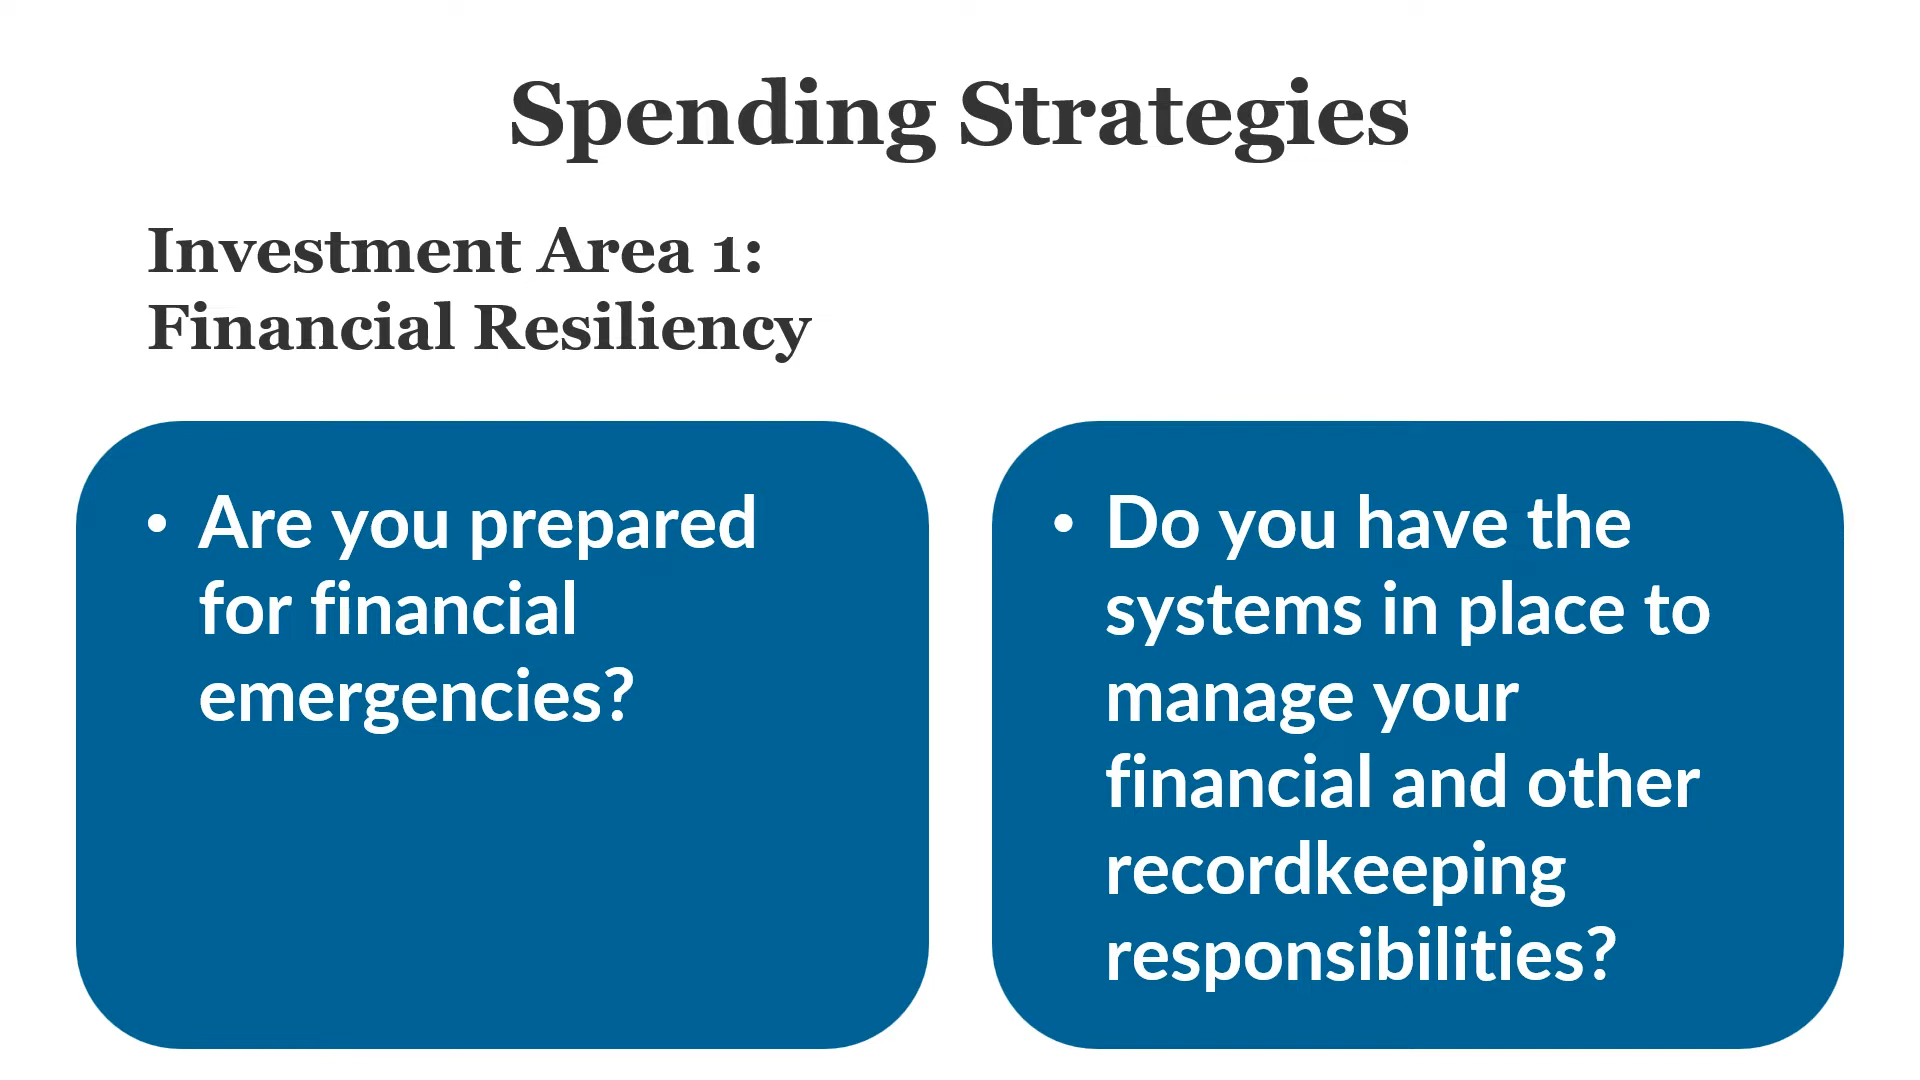 Spending Strategies
Investment Area 1:
Financial Resiliency
• Are you prepared
for financial
emergencies?
• Do you have the
systems in place to
manage your
financial and other
recordkeeping
responsibilities?